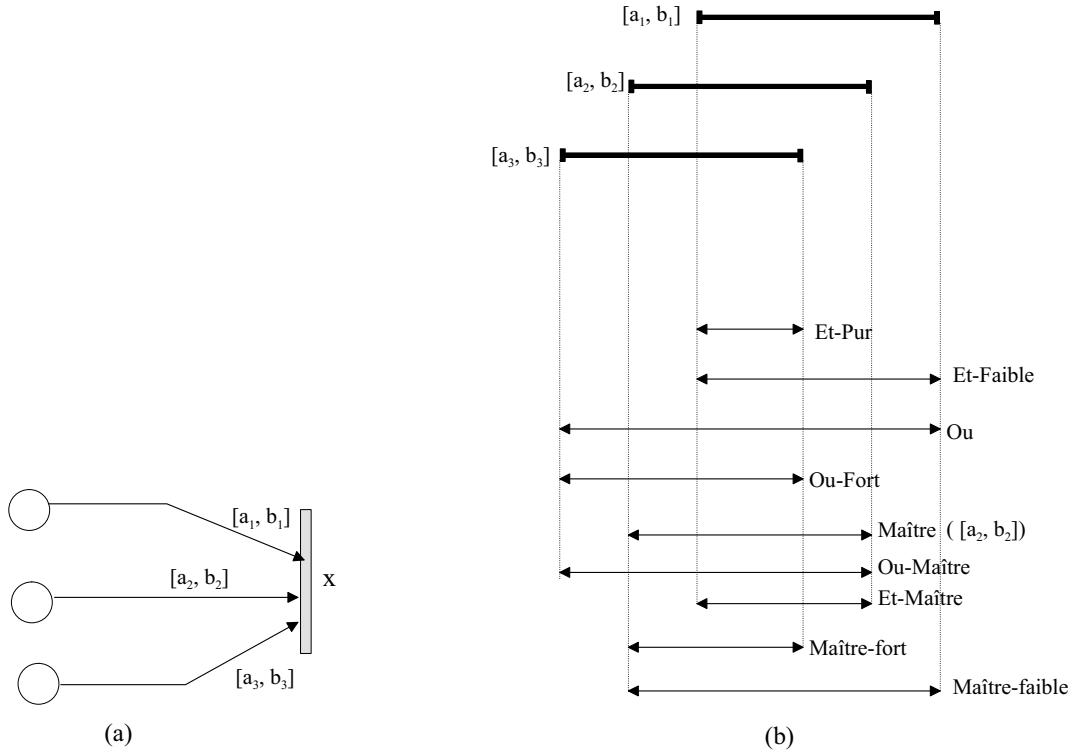 [a₁, b₁]
[a₂, b₂]
[a₃, b₃]
Et-Pur
Et-Faible
Ou
Ou-Fort
Maître ( [a₂, b₂])
Ou-Maître
Et-Maître
Maître-fort
Maître-faible
(b)
[a₁, b₁]
[a₂, b₂]
x
[a₃, b₃]
(a)